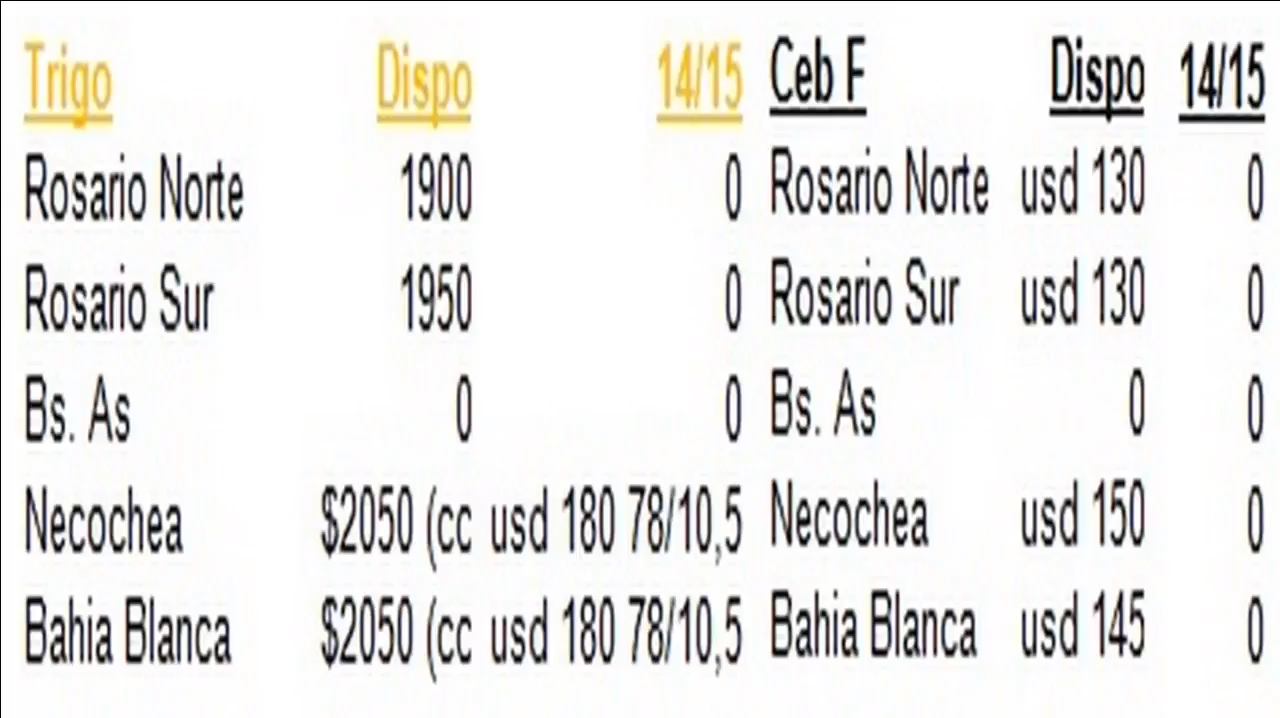 Trigo Dispo 14/15 Ceb F Dispo 14/15
Rosario Norte 1900 0 Rosario Norte usd 130 0
Rosario Sur 1950 0 Rosario Sur usd 130 0
Bs. As 0 0 Bs. As 0 0
Necochea $2050 (cc usd 180 78/10,5 Necochea usd 150 0
Bahia Blanca $2050 (cc usd 180 78/10,5 Bahia Blanca usd 145 0